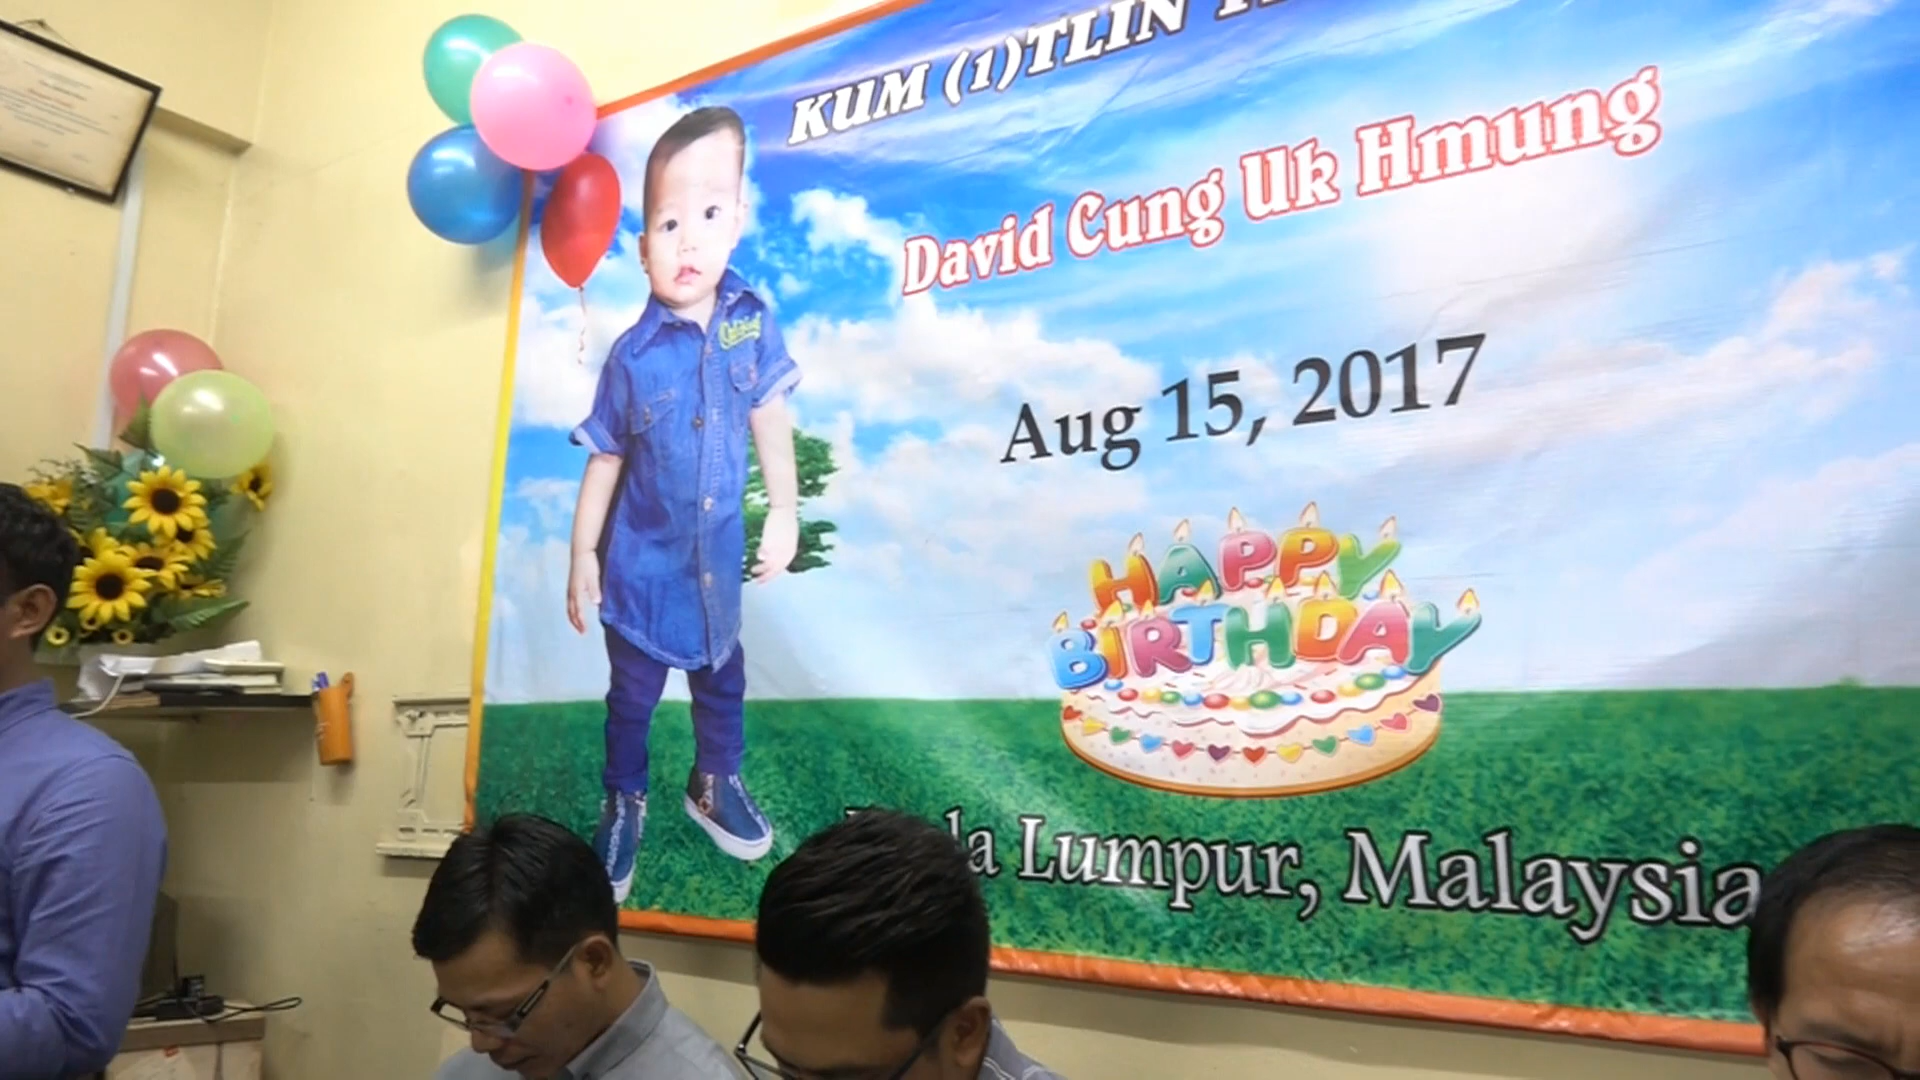 KUM (1)TLIN
David Cung Uk Hmung
Aug 15, 2017
HAPPY
BIRTHDAY
Lumpur, Malaysia